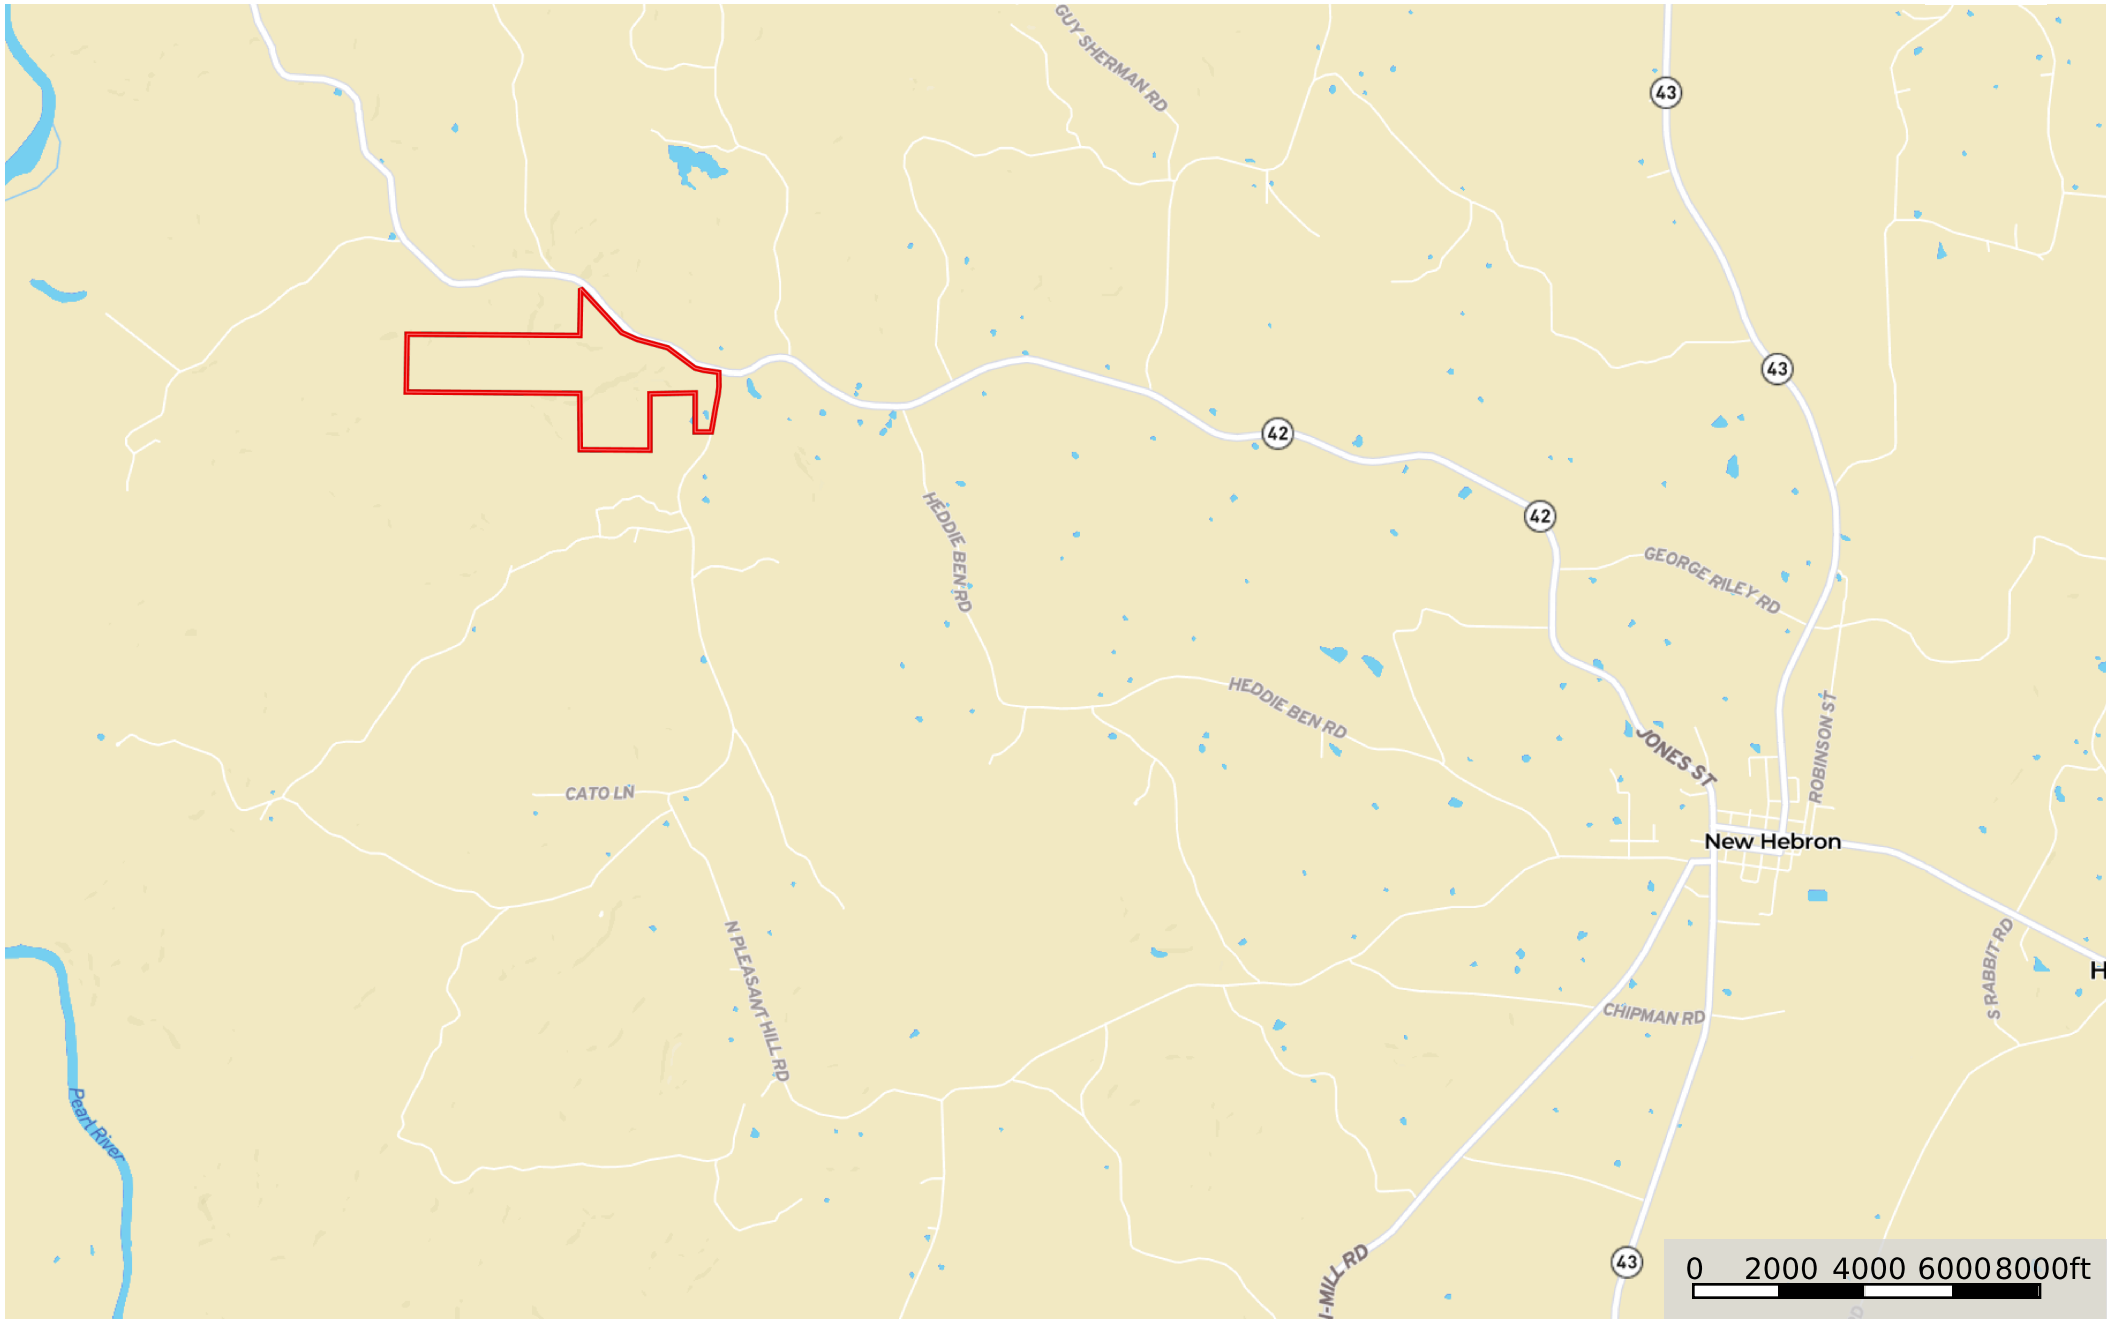 GUY SHERMAN RD
43
43
42
42
HEDDIE BEN RD
GEORGE RILEY RD
HEDDIE BEN RD
ROBINSON ST
JONES ST
CATO LN
New Hebron
N PLEASANT HILL RD
S RABBIT RD
H
CHIPMAN RD
Pearl River
I-MILL RD
43
0 2000 4000 6000 8000ft